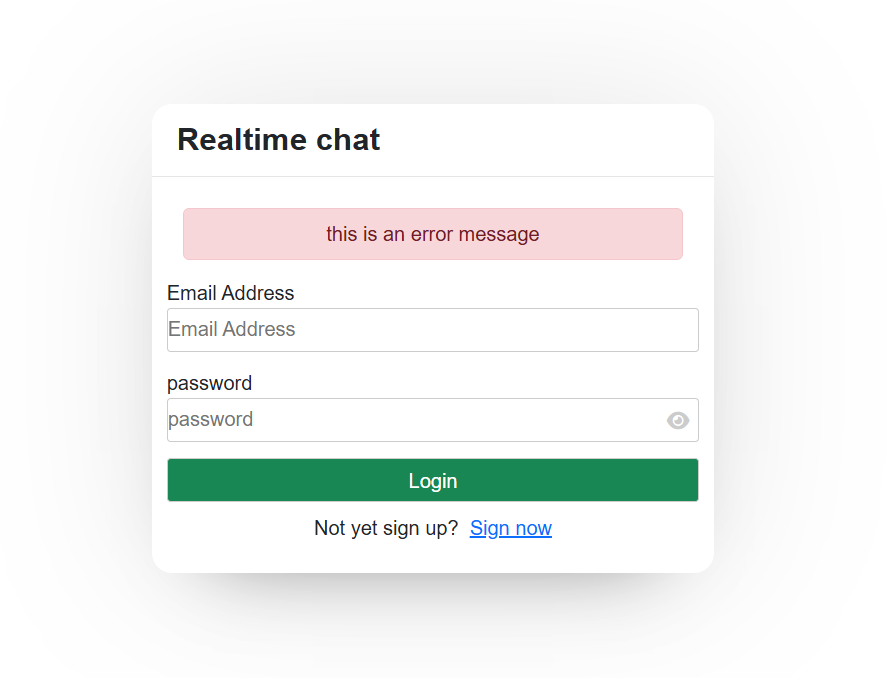 Realtime chat
this is an error message
Email Address
Email Address
password
password
Login
Not yet sign up? Sign now